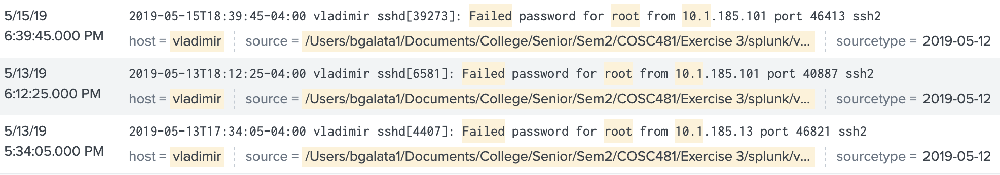 5/15/19
6:39:45.000 PM
2019-05-15T18:39:45-04:00 vladimir sshd[39273]: Failed password for root from 10.1.185.101 port 46413 ssh2
host = vladimir source = /Users/bgalata1/Documents/College/Senior/Sem2/COSC481/Exercise 3/splunk/v... sourcetype = 2019-05-12
5/13/19
6:12:25.000 PM
2019-05-13T18:12:25-04:00 vladimir sshd[6581]: Failed password for root from 10.1.185.101 port 40887 ssh2
host = vladimir source = /Users/bgalata1/Documents/College/Senior/Sem2/COSC481/Exercise 3/splunk/v... sourcetype = 2019-05-12
5/13/19
5:34:05.000 PM
2019-05-13T17:34:05-04:00 vladimir sshd[4407]: Failed password for root from 10.1.185.13 port 46821 ssh2
host = vladimir source = /Users/bgalata1/Documents/College/Senior/Sem2/COSC481/Exercise 3/splunk/v... sourcetype = 2019-05-12